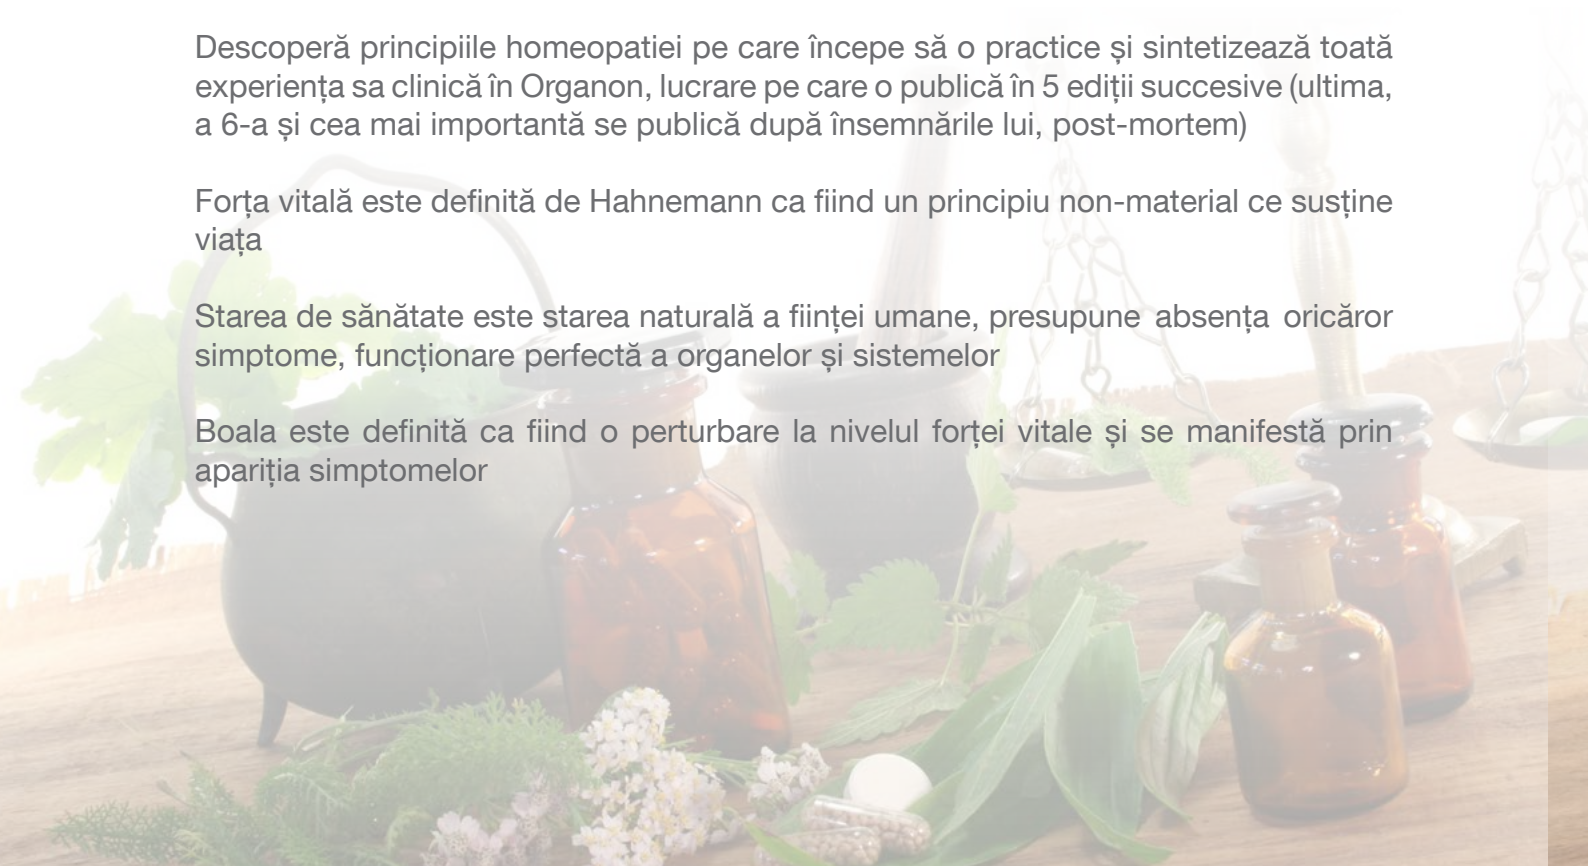 Descoperă principiile homeopatiei pe care începe să o practice și sintetizează toată
experiența sa clinică în Organon, lucrare pe care o publică în 5 ediții succesive (ultima,
a 6-a și cea mai importantă se publică după însemnările lui, post-mortem)
Forța vitală este definită de Hahnemann ca fiind un principiu non-material ce susține
viața
Starea de sănătate este starea naturală a ființei umane, presupune absența oricăror
simptome, funcționare perfectă a organelor și sistemelor
Boala este definită ca fiind o perturbare la nivelul forței vitale și se manifestă prin
apariția simptomelor